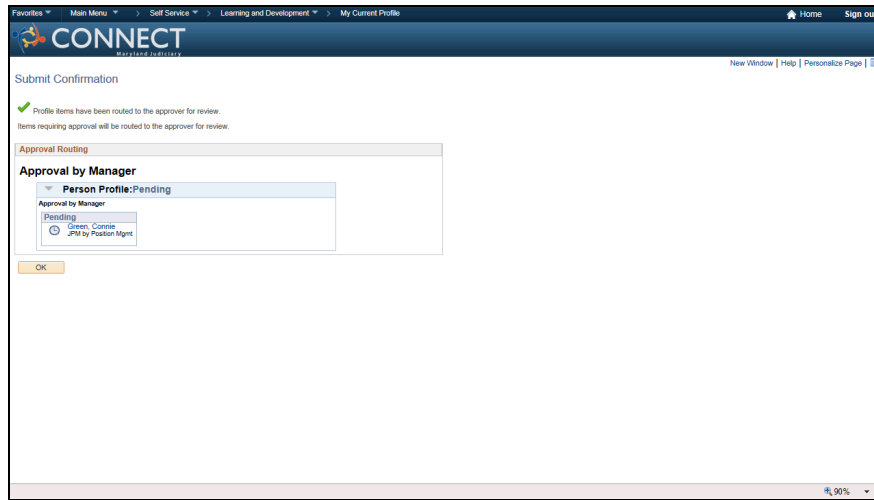 Favorites Main Menu > Self Service > Learning and Development > My Current Profile
Home Sign ou
CONNECT
Maryland Judiciary
New Window | Help | Personalize Page |
Submit Confirmation
Profile items have been routed to the approver for review.
Items requiring approval will be routed to the approver for review.
Approval Routing
Approval by Manager
Person Profile:Pending
Approval by Manager
Pending
Green, Connie
JPM by Position Mgmt
OK
90%